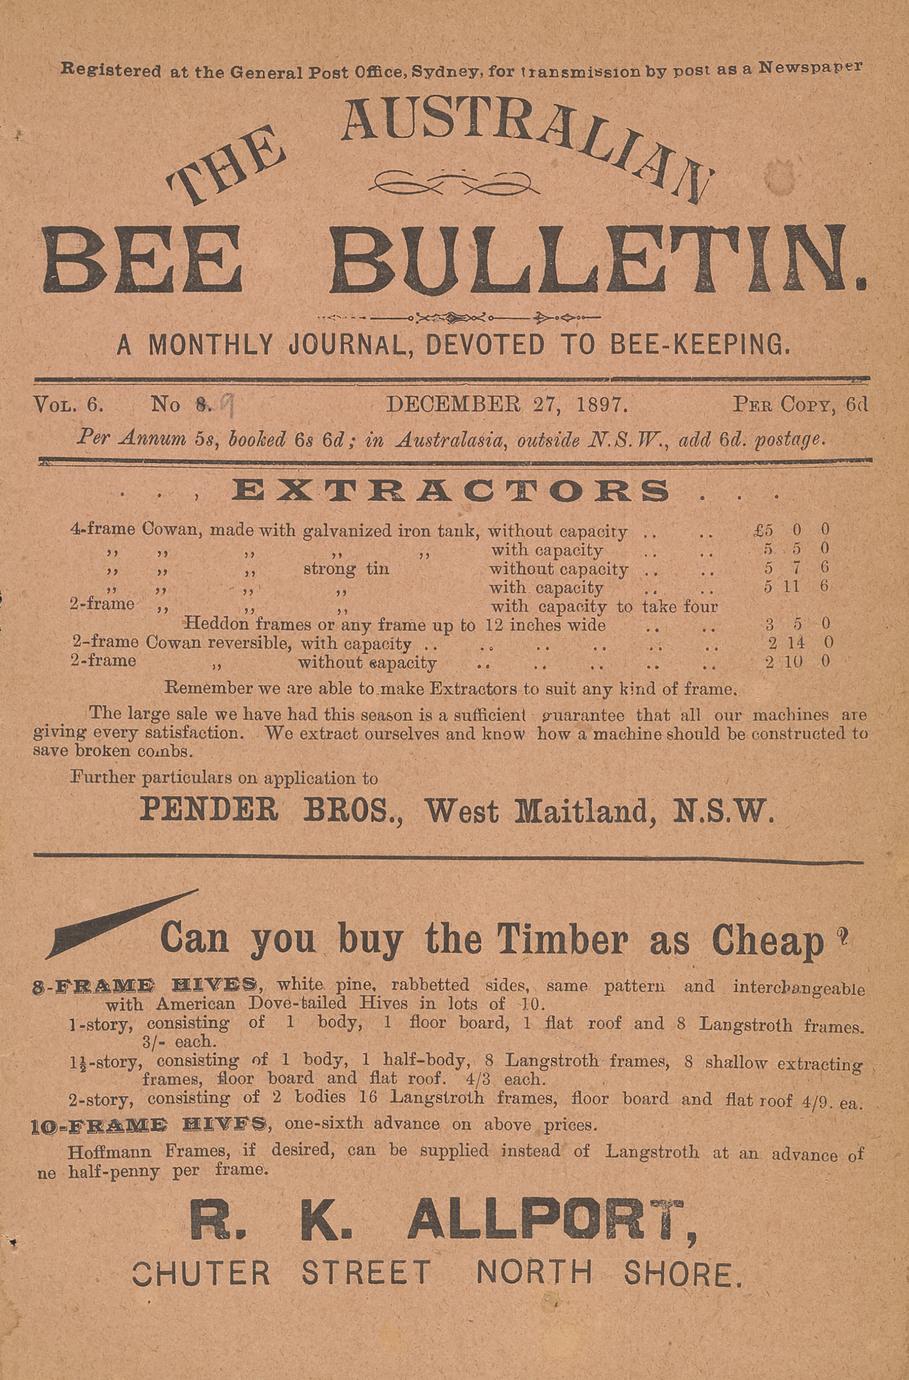 Registered at the General Post Office, Sydney, for transmission by post as a Newspaper
THE AUSTRALIAN
BEE BULLETIN.
A MONTHLY JOURNAL, DEVOTED TO BEE-KEEPING.
VOL. 6. No 8. 9 DECEMBER 27, 1897. PER COPY, 6d
Per Annum 5s, booked 6s 6d; in Australasia, outside N.S.W., add 6d. postage.
. . , EXTRACTORS . . .
4-frame Cowan, made with galvanized iron tank, without capacity .. .. £5 0 0
,, ,, ,, ,, ,, with capacity .. .. 5 5 0
,, ,, ,, strong tin without capacity .. .. 5 7 6
,, ,, ,, ,, with capacity .. .. 5 11 6
2-frame ,, ,, ,, with capacity to take four
Heddon frames or any frame up to 12 inches wide .. .. 3 5 0
2-frame Cowan reversible, with capacity .. .. .. .. .. .. 2 14 0
2-frame ,, without capacity .. .. .. .. .. 2 10 0
Remember we are able to make Extractors to suit any kind of frame.
The large sale we have had this season is a sufficient guarantee that all our machines are
giving every satisfaction. We extract ourselves and know how a machine should be constructed to
save broken combs.
Further particulars on application to
PENDER BROS., West Maitland, N.S.W.
Can you buy the Timber as Cheap?
8-FRAME HIVES, white pine, rabbetted sides, same pattern and interchangeable
with American Dove-tailed Hives in lots of 10.
1-story, consisting of 1 body, 1 floor board, 1 flat roof and 8 Langstroth frames.
3/- each.
1½-story, consisting of 1 body, 1 half-body, 8 Langstroth frames, 8 shallow extracting
frames, floor board and flat roof. 4/3 each.
2-story, consisting of 2 bodies 16 Langstroth frames, floor board and flat roof 4/9. ea.
10-FRAME HIVES, one-sixth advance on above prices.
Hoffmann Frames, if desired, can be supplied instead of Langstroth at an advance of
ne half-penny per frame.
R. K. ALLPORT,
CHUTER STREET NORTH SHORE.